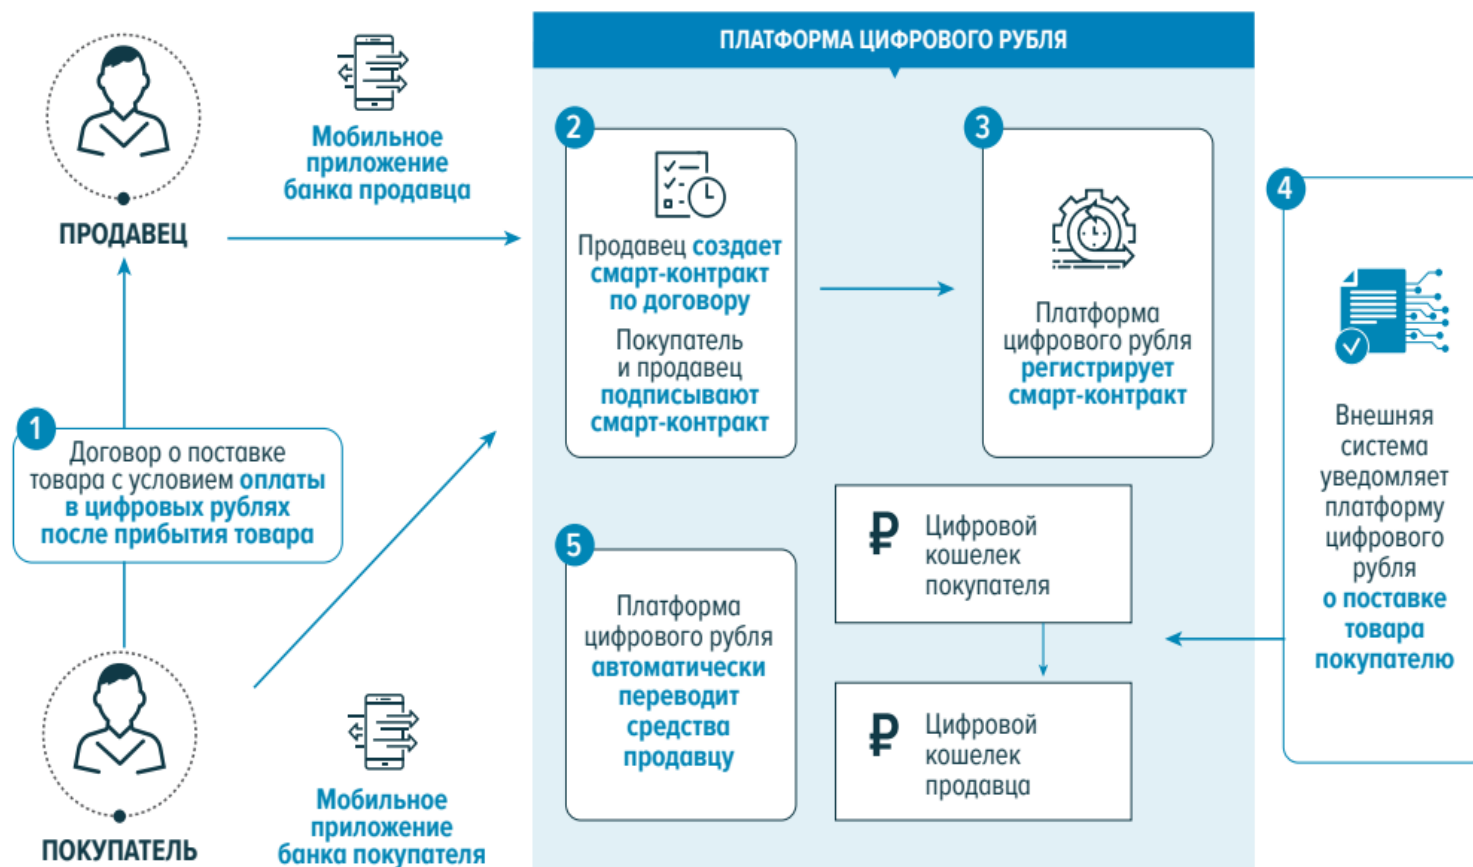 ПЛАТФОРМА ЦИФРОВОГО РУБЛЯ
Мобильное
приложение
банка продавца
ПРОДАВЕЦ
1
Договор о поставке
товара с условием оплаты
в цифровых рублях
после прибытия товара
ПОКУПАТЕЛЬ
Мобильное
приложение
банка покупателя
2
Продавец создает
смарт-контракт
по договору
Покупатель
и продавец
подписывают
смарт-контракт
3
Платформа
цифрового рубля
регистрирует
смарт-контракт
4
Внешняя
система
уведомляет
платформу
цифрового
рубля
о поставке
товара
покупателю
5
Платформа
цифрового рубля
автоматически
переводит
средства
продавцу
₽
Цифровой
кошелек
покупателя
₽
Цифровой
кошелек
продавца